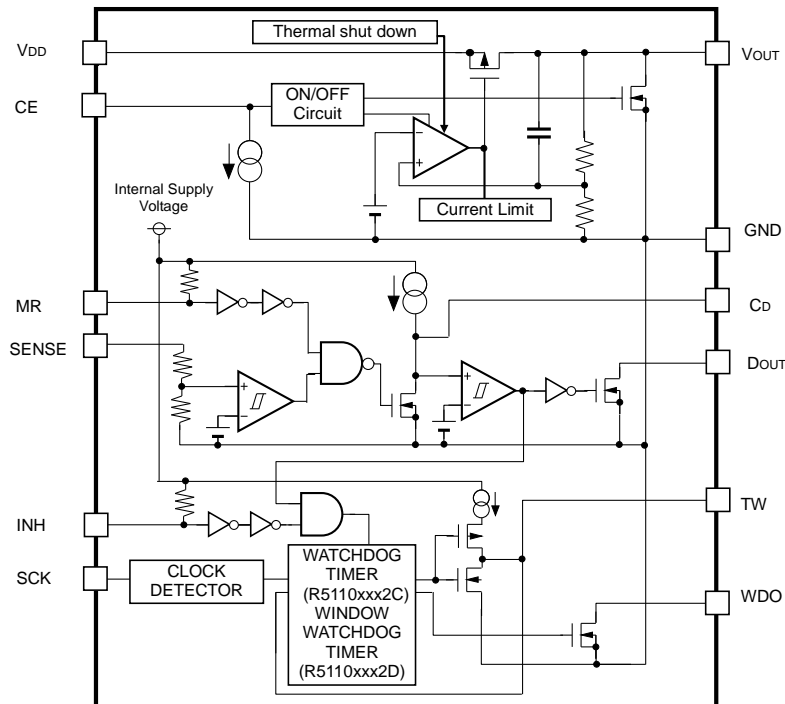 Thermal shut down
VDD
VOUT
CE
ON/OFF
Circuit
−
+
Internal Supply
Voltage
Current Limit
GND
MR
CD
SENSE
DOUT
+
−
+
−
INH
TW
SCK
CLOCK
DETECTOR
WATCHDOG
TIMER
(R5110xxx2C)
WINDOW
WATCHDOG
TIMER
(R5110xxx2D)
WDO